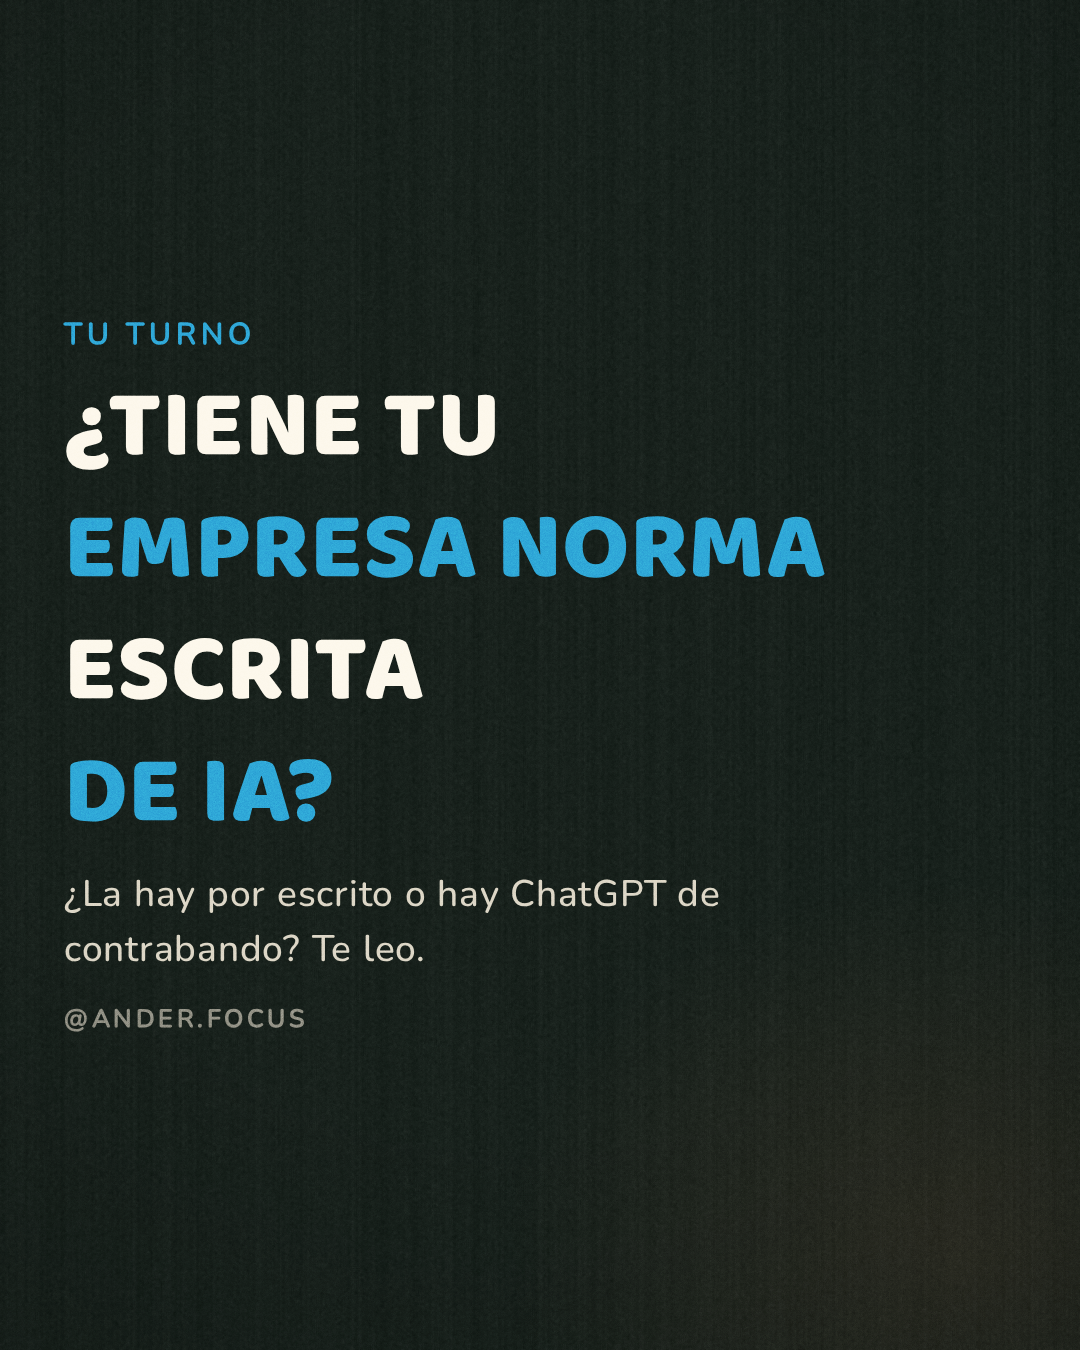 TU TURNO
¿TIENE TU
EMPRESA NORMA
ESCRITA
DE IA?
¿La hay por escrito o hay ChatGPT de
contrabando? Te leo.
@ANDER.FOCUS